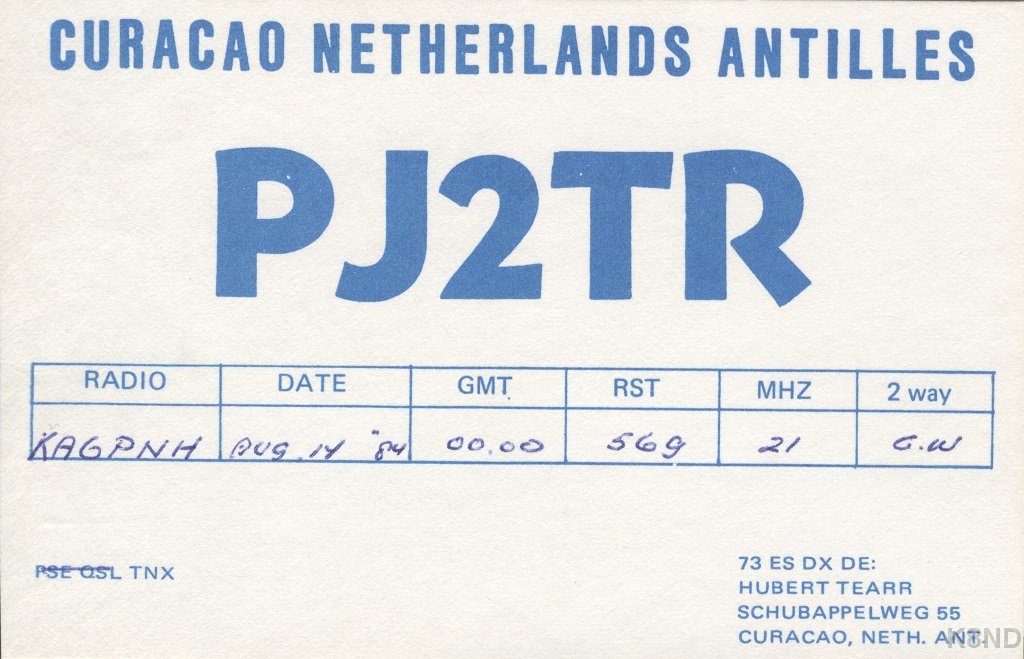 CURACAO NETHERLANDS ANTILLES
PJ2TR
RADIO DATE GMT RST MHZ 2 way
KA6PNH AUG. 14 "84 00.00 569 21 C.W
PSE QSL TNX
73 ES DX DE:
HUBERT TEARR
SCHUBAPPELWEG 55
CURACAO, NETH. ANT.
K8ND